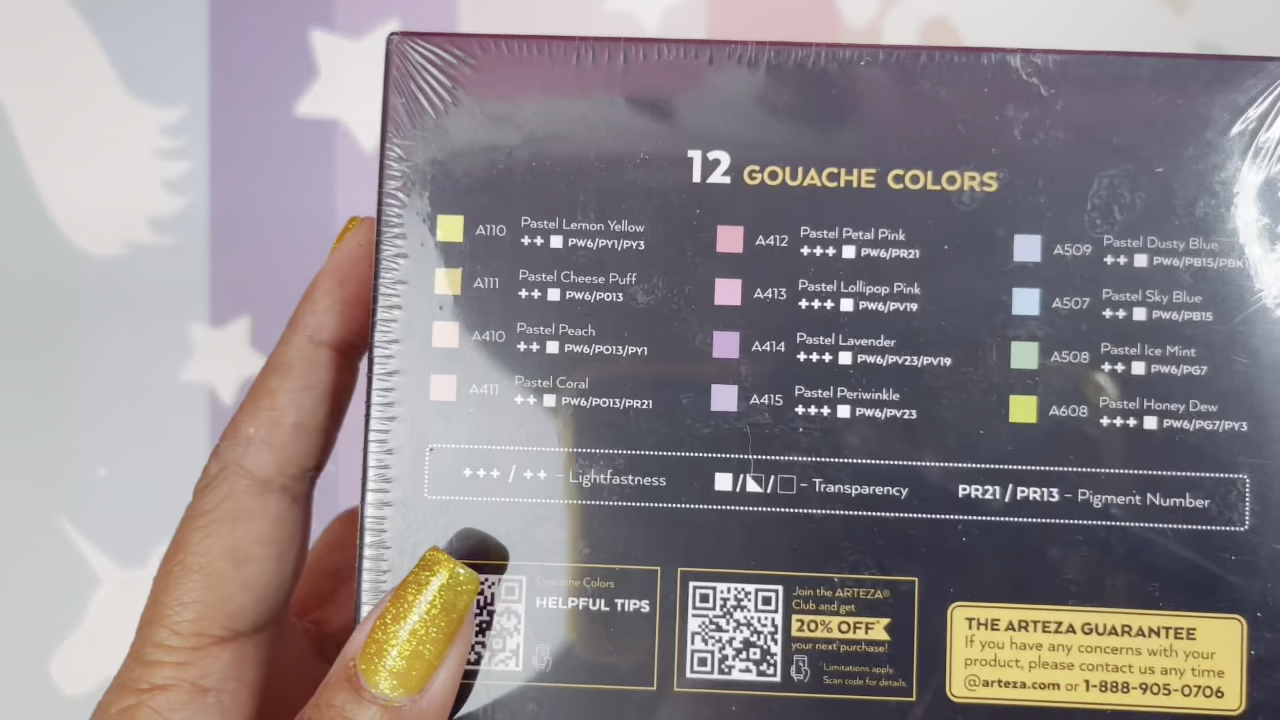 12 GOUACHE COLORS
A110 Pastel Lemon Yellow
++ PW6/PY1/PY3
A111 Pastel Cheese Puff
++ PW6/PO13
A410 Pastel Peach
++ PW6/PO13/PY1
A411 Pastel Coral
++ PW6/PO13/PR21
A412 Pastel Petal Pink
+++ PW6/PR21
A413 Pastel Lollipop Pink
+++ PW6/PV19
A414 Pastel Lavender
+++ PW6/PV23/PV19
A415 Pastel Periwinkle
+++ PW6/PV23
A509 Pastel Dusty Blue
++ PW6/PB15/PBK1
A507 Pastel Sky Blue
++ PW6/PB15
A508 Pastel Ice Mint
++ PW6/PG7
A608 Pastel Honey Dew
+++ PW6/PG7/PY3
+++ / ++ – Lightfastness
– Transparency
PR21 / PR13 – Pigment Number
Gouache Colors
HELPFUL TIPS
Join the ARTEZA®
Club and get
20% OFF*
your next purchase!
*Limitations apply.
Scan code for details.
THE ARTEZA GUARANTEE
If you have any concerns with your
product, please contact us any time
@arteza.com or 1-888-905-0706